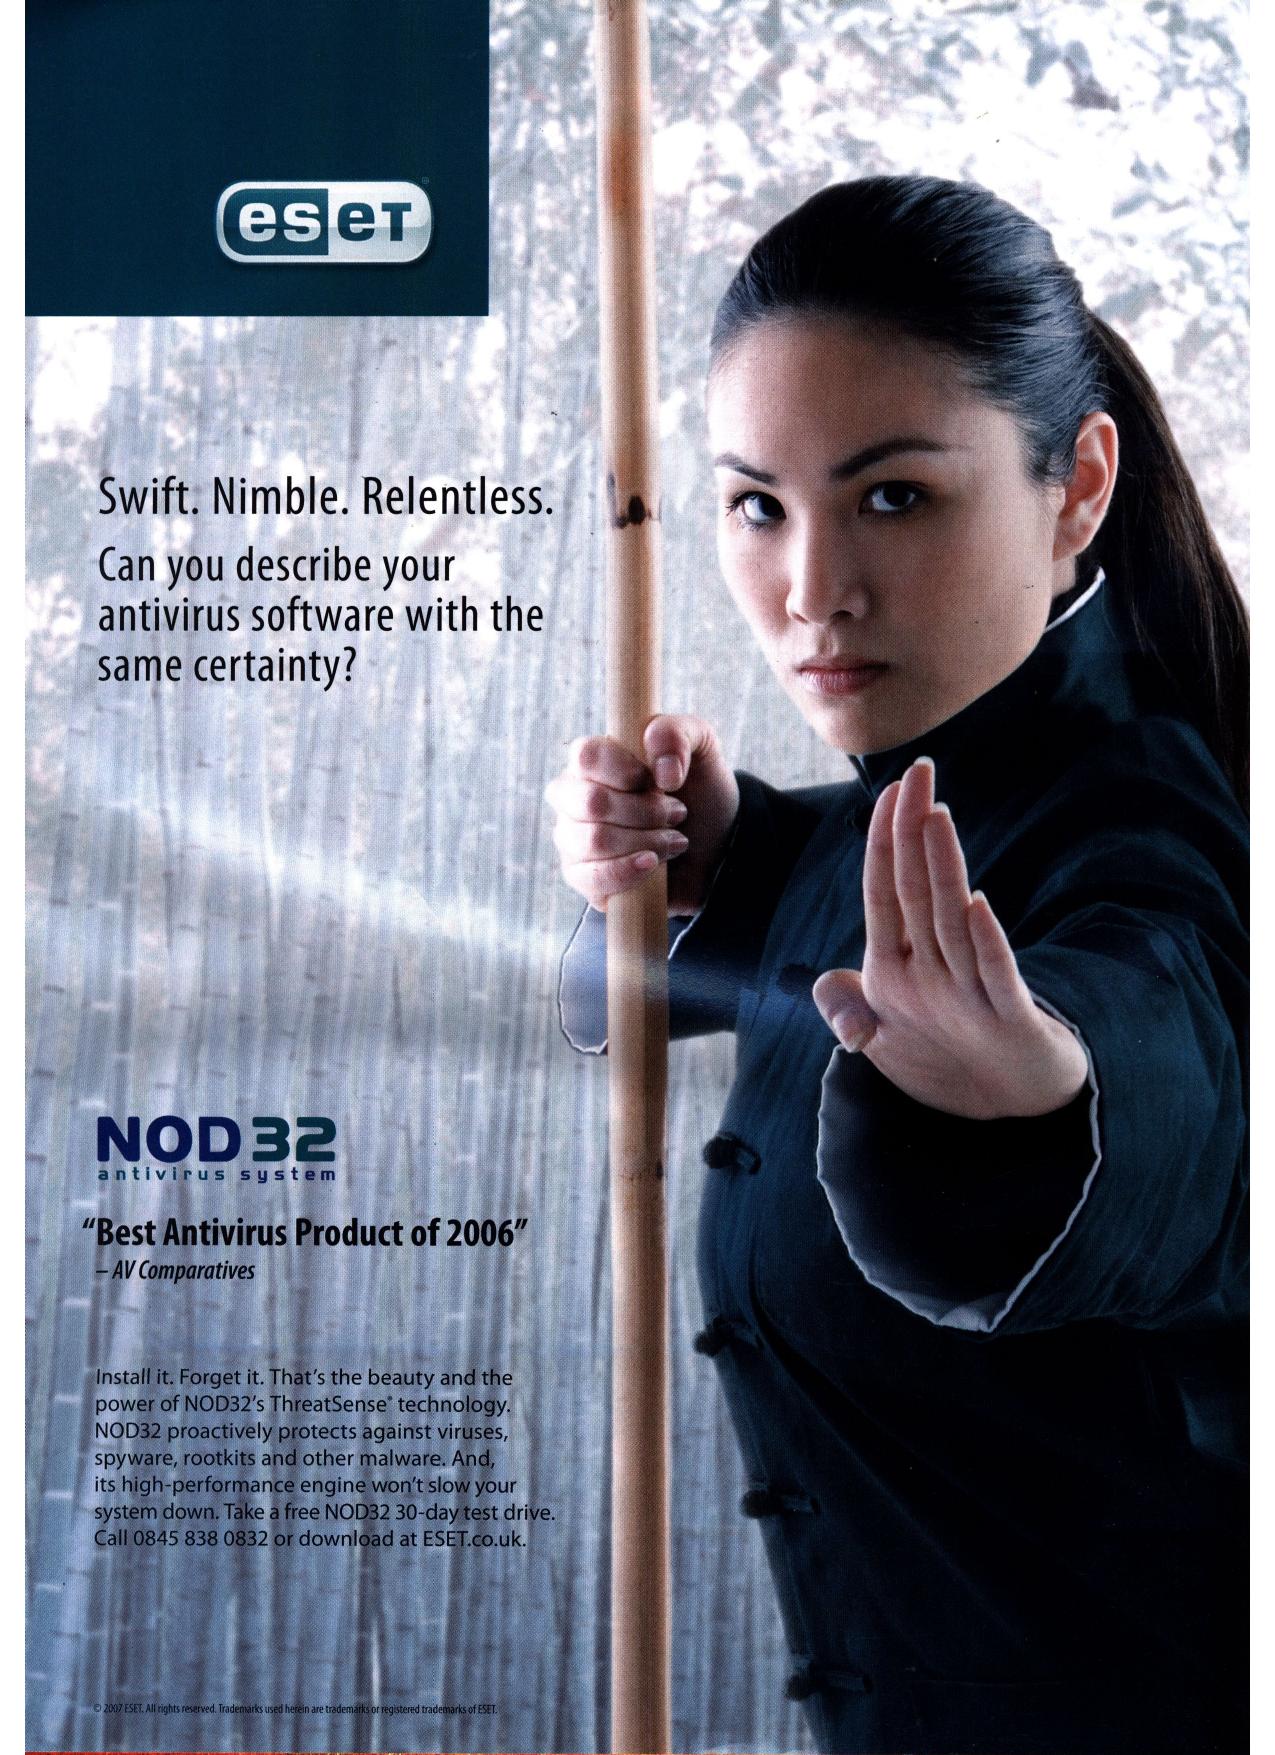 eseT®
Swift. Nimble. Relentless.
Can you describe your
antivirus software with the
same certainty?
NOD32
antivirus system
“Best Antivirus Product of 2006”
– AV Comparatives
Install it. Forget it. That’s the beauty and the
power of NOD32’s ThreatSense® technology.
NOD32 proactively protects against viruses,
spyware, rootkits and other malware. And,
its high-performance engine won’t slow your
system down. Take a free NOD32 30-day test drive.
Call 0845 838 0832 or download at ESET.co.uk.
© 2007 ESET. All rights reserved. Trademarks used herein are trademarks or registered trademarks of ESET.